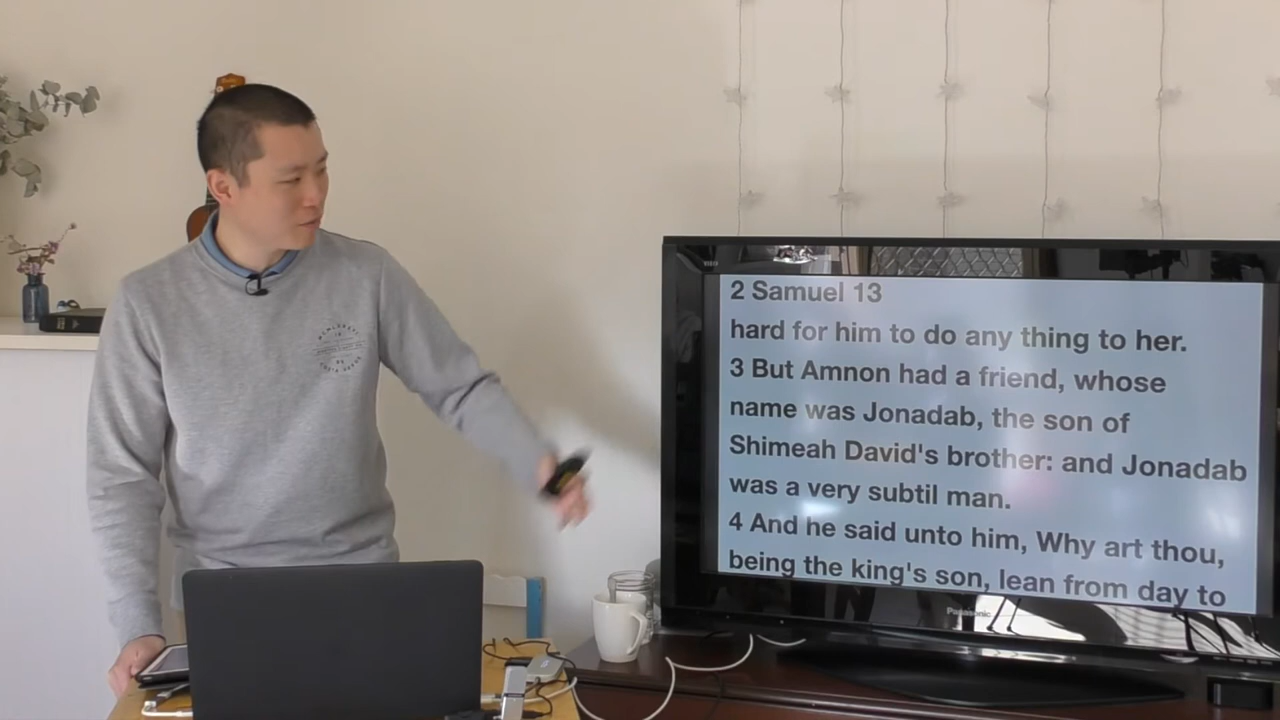 2 Samuel 13
hard for him to do any thing to her.
3 But Amnon had a friend, whose
name was Jonadab, the son of
Shimeah David's brother: and Jonadab
was a very subtil man.
4 And he said unto him, Why art thou,
being the king's son, lean from day to
Panasonic